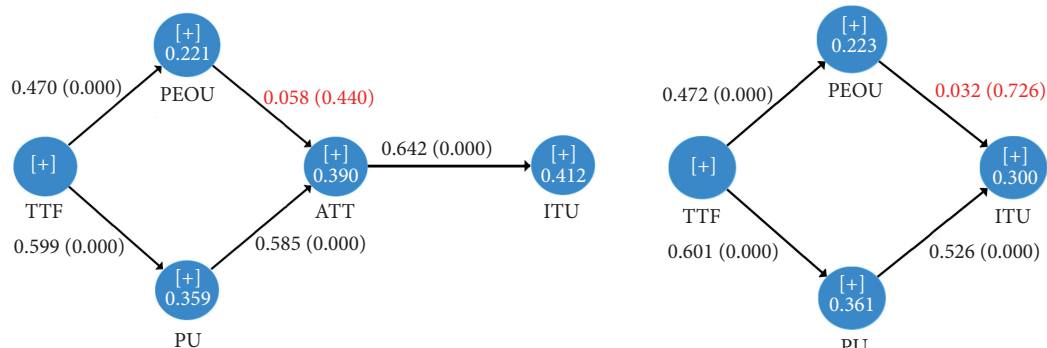 [+]
0.221
PEOU
0.470 (0.000)
0.058 (0.440)
[+]
TTF
[+]
0.390
ATT
0.642 (0.000)
[+]
0.412
ITU
0.599 (0.000)
0.585 (0.000)
[+]
0.359
PU
[+]
0.223
PEOU
0.472 (0.000)
0.032 (0.726)
[+]
TTF
[+]
0.300
ITU
0.601 (0.000)
0.526 (0.000)
[+]
0.361
PU